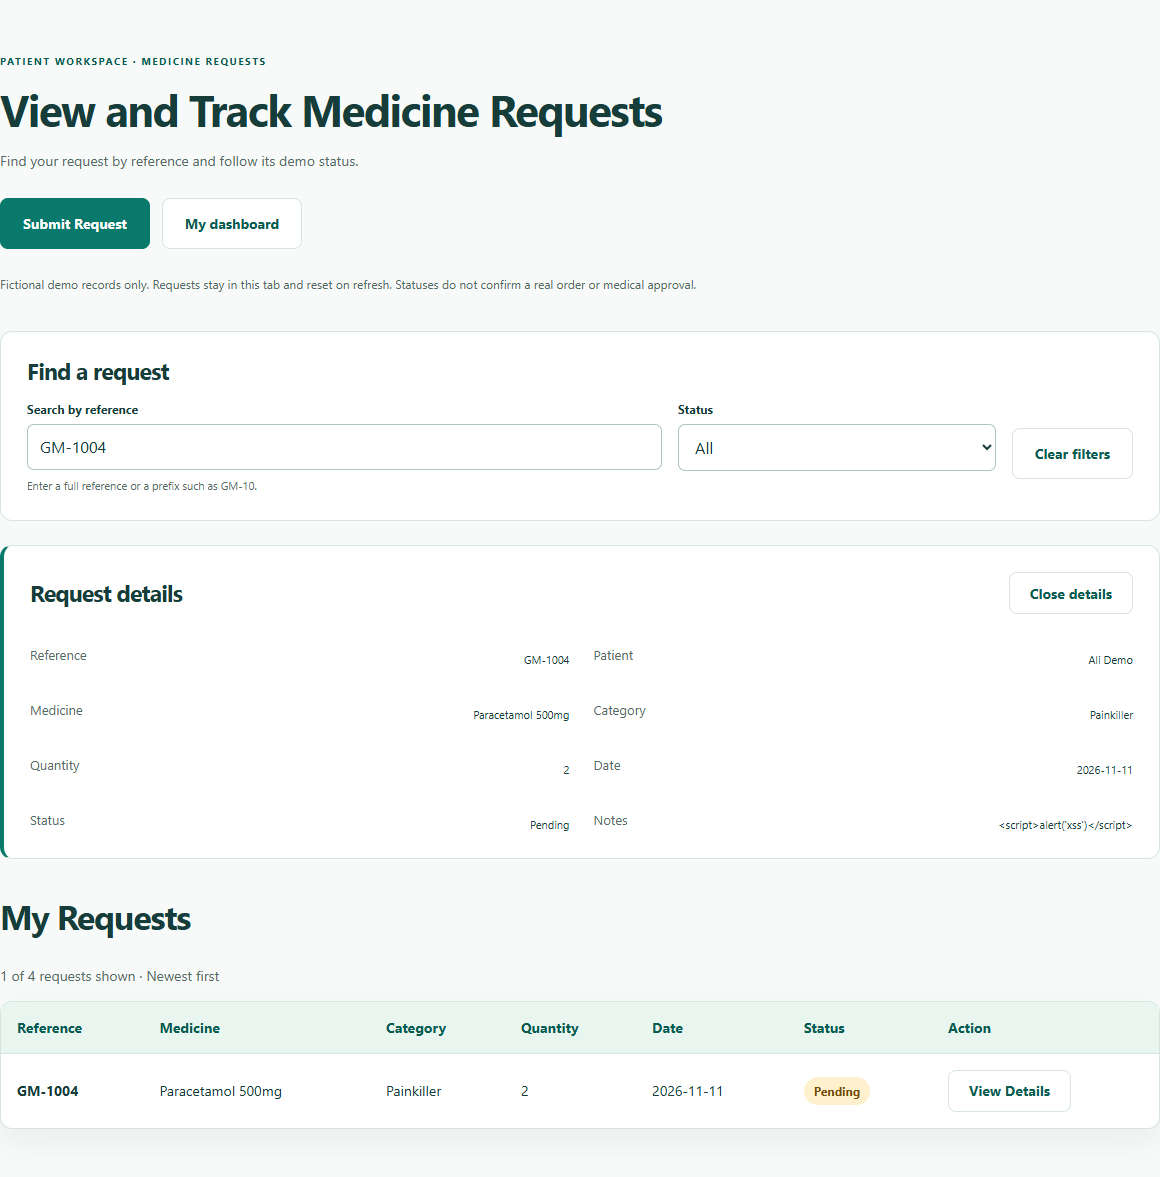 PATIENT WORKSPACE · MEDICINE REQUESTS
View and Track Medicine Requests
Find your request by reference and follow its demo status.
Submit Request
My dashboard
Fictional demo records only. Requests stay in this tab and reset on refresh. Statuses do not confirm a real order or medical approval.
Find a request
Search by reference
Status
GM-1004
All
Clear filters
Enter a full reference or a prefix such as GM-10.
Request details
Close details
Reference GM-1004 Patient Ali Demo
Medicine Paracetamol 500mg Category Painkiller
Quantity 2 Date 2026-11-11
Status Pending Notes <script>alert('xss')</script>
My Requests
1 of 4 requests shown · Newest first
Reference Medicine Category Quantity Date Status Action
GM-1004 Paracetamol 500mg Painkiller 2 2026-11-11 Pending View Details